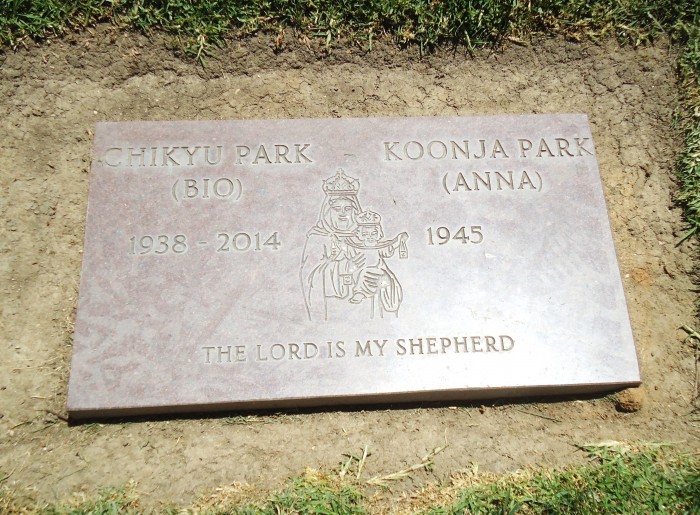 CHIKYU PARK - KOONJA PARK
(BIO) (ANNA)
1938 - 2014 1945
THE LORD IS MY SHEPHERD